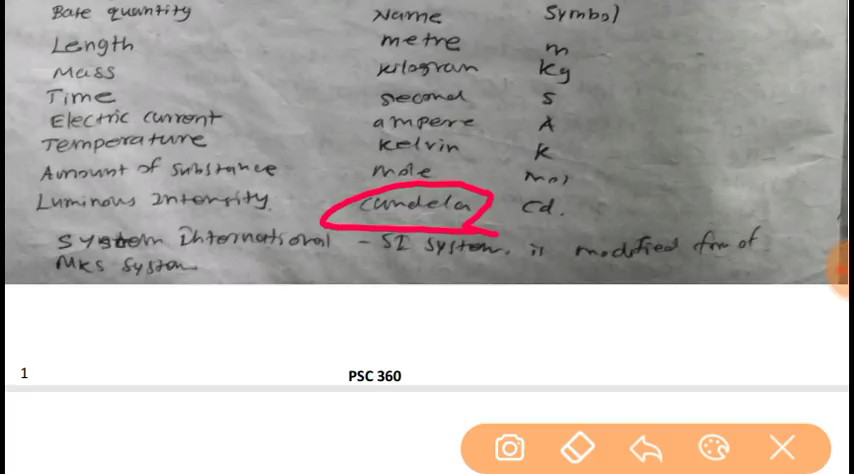 Base quantity Name Symbol
Length metre m
Mass kilogram kg
Time second s
Electric current ampere A
Temperature kelvin K
Amount of substance mole mol
Luminous Intensity candela cd.
System International - SI System. is modified form of
MKS System
1 PSC 360